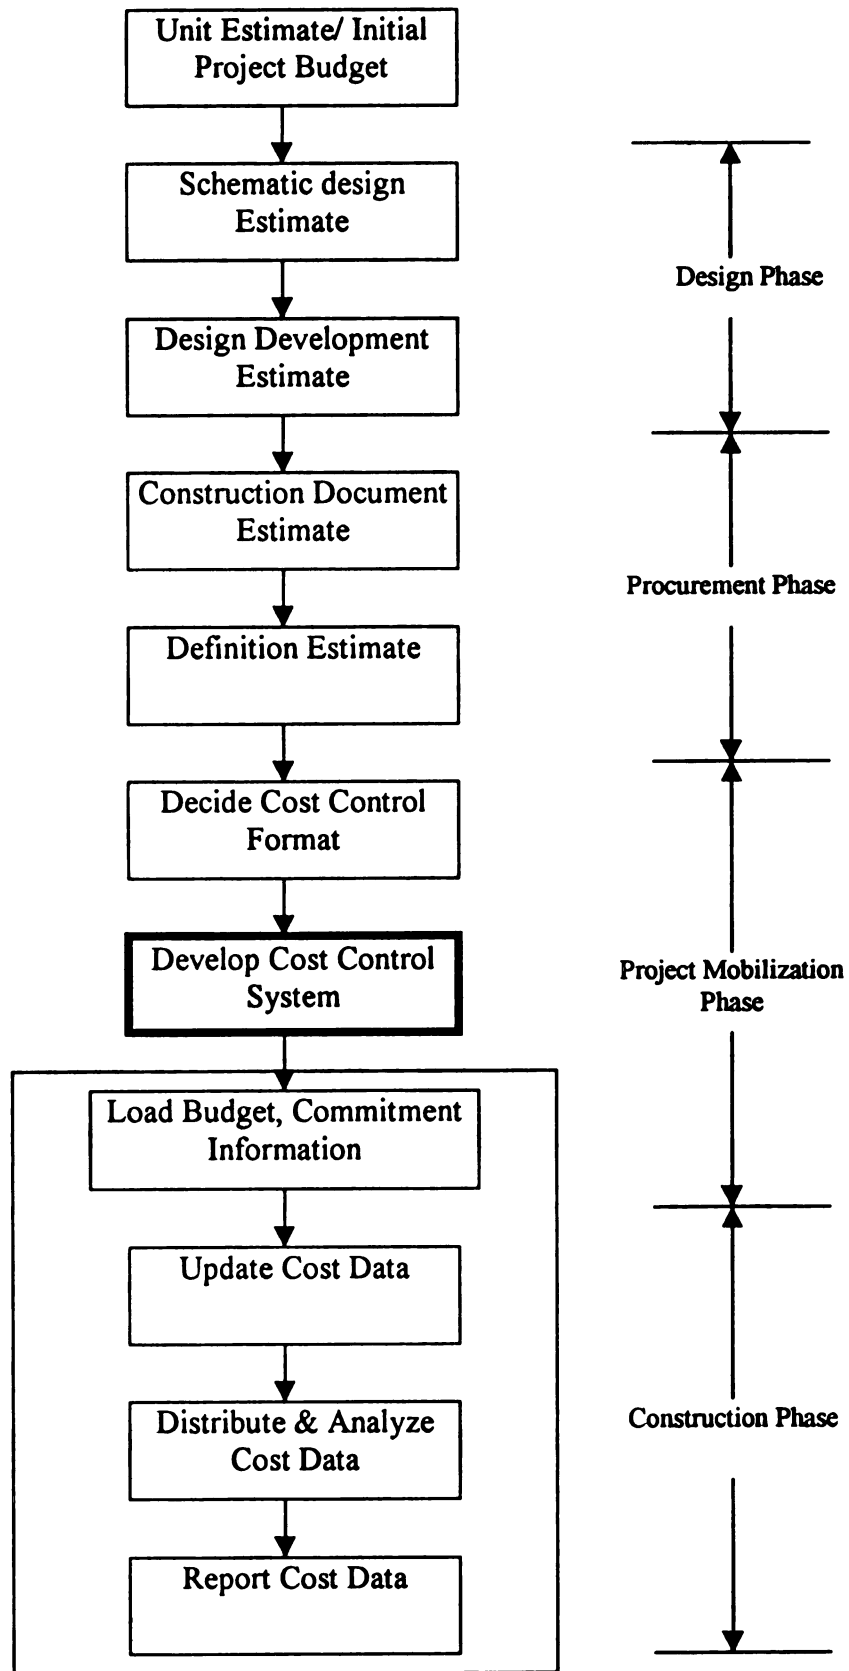 Unit Estimate/ Initial
Project Budget
Schematic design
Estimate
Design Phase
Design Development
Estimate
Construction Document
Estimate
Procurement Phase
Definition Estimate
Decide Cost Control
Format
Develop Cost Control
System
Project Mobilization
Phase
Load Budget, Commitment
Information
Update Cost Data
Distribute & Analyze
Cost Data
Construction Phase
Report Cost Data